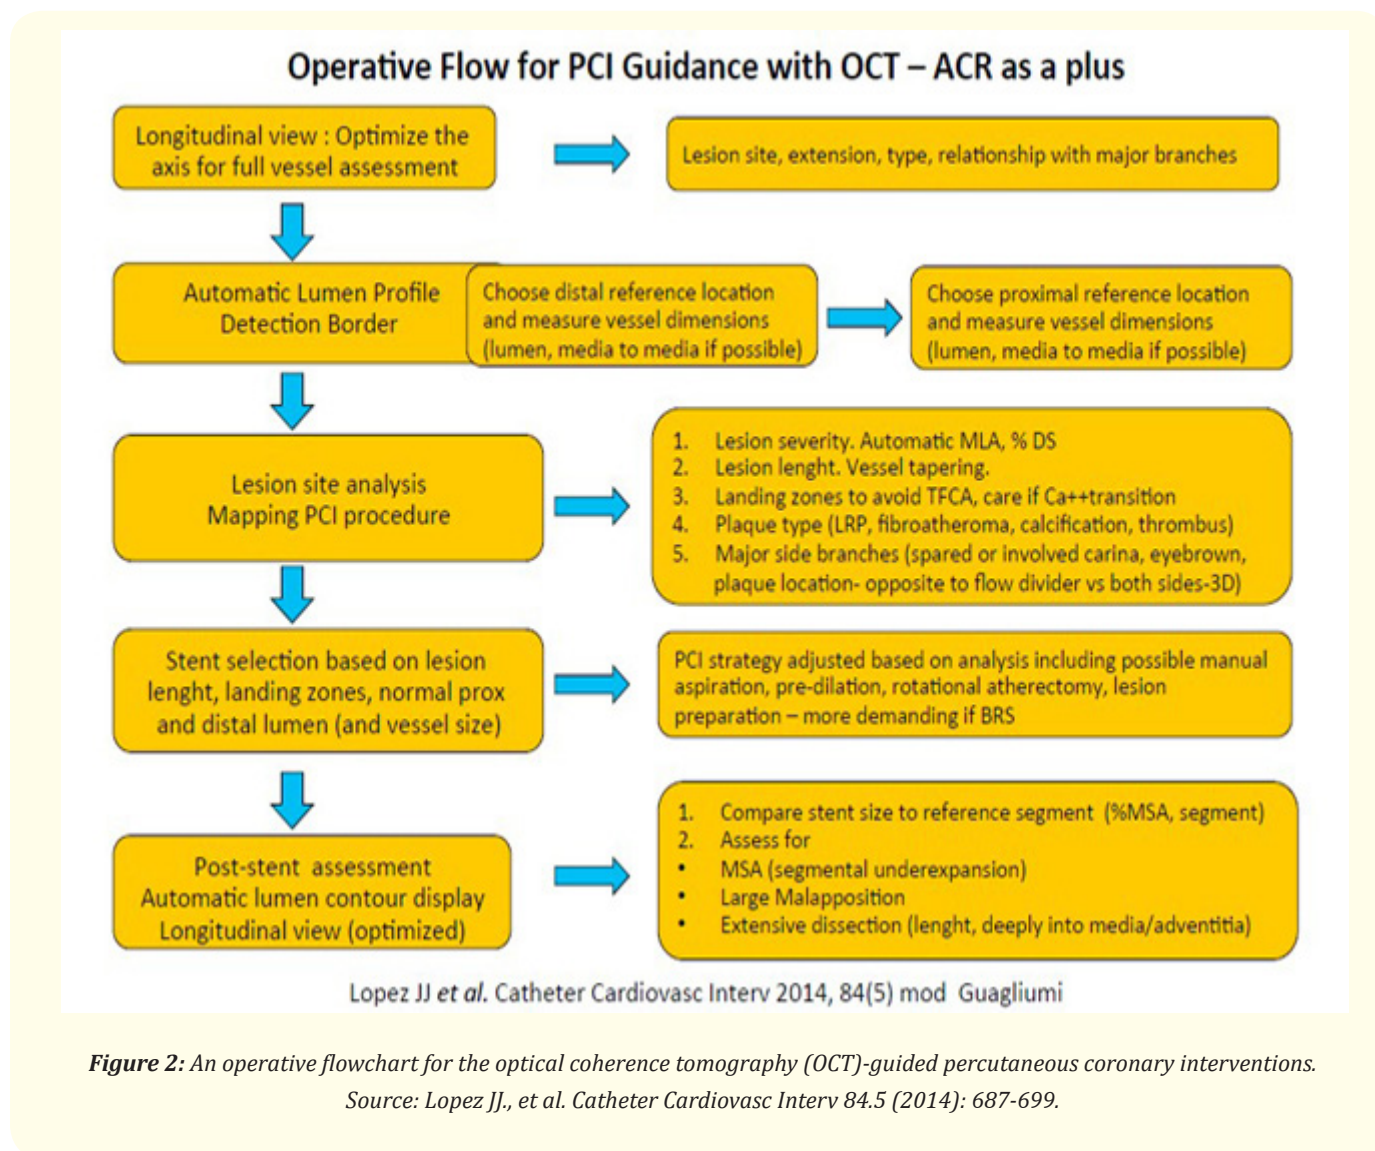 Operative Flow for PCI Guidance with OCT – ACR as a plus
Longitudinal view : Optimize the
axis for full vessel assessment
Lesion site, extension, type, relationship with major branches
Automatic Lumen Profile
Detection Border
Choose distal reference location
and measure vessel dimensions
(lumen, media to media if possible)
Choose proximal reference location
and measure vessel dimensions
(lumen, media to media if possible)
Lesion site analysis
Mapping PCI procedure
1. Lesion severity. Automatic MLA, % DS
2. Lesion lenght. Vessel tapering.
3. Landing zones to avoid TFCA, care if Ca++transition
4. Plaque type (LRP, fibroatheroma, calcification, thrombus)
5. Major side branches (spared or involved carina, eyebrown,
plaque location- opposite to flow divider vs both sides-3D)
Stent selection based on lesion
lenght, landing zones, normal prox
and distal lumen (and vessel size)
PCI strategy adjusted based on analysis including possible manual
aspiration, pre-dilation, rotational atherectomy, lesion
preparation – more demanding if BRS
Post-stent assessment
Automatic lumen contour display
Longitudinal view (optimized)
1. Compare stent size to reference segment (%MSA, segment)
2. Assess for
• MSA (segmental underexpansion)
• Large Malapposition
• Extensive dissection (lenght, deeply into media/adventitia)
Lopez JJ et al. Catheter Cardiovasc Interv 2014, 84(5) mod Guagliumi
Figure 2: An operative flowchart for the optical coherence tomography (OCT)-guided percutaneous coronary interventions.
Source: Lopez JJ., et al. Catheter Cardiovasc Interv 84.5 (2014): 687-699.